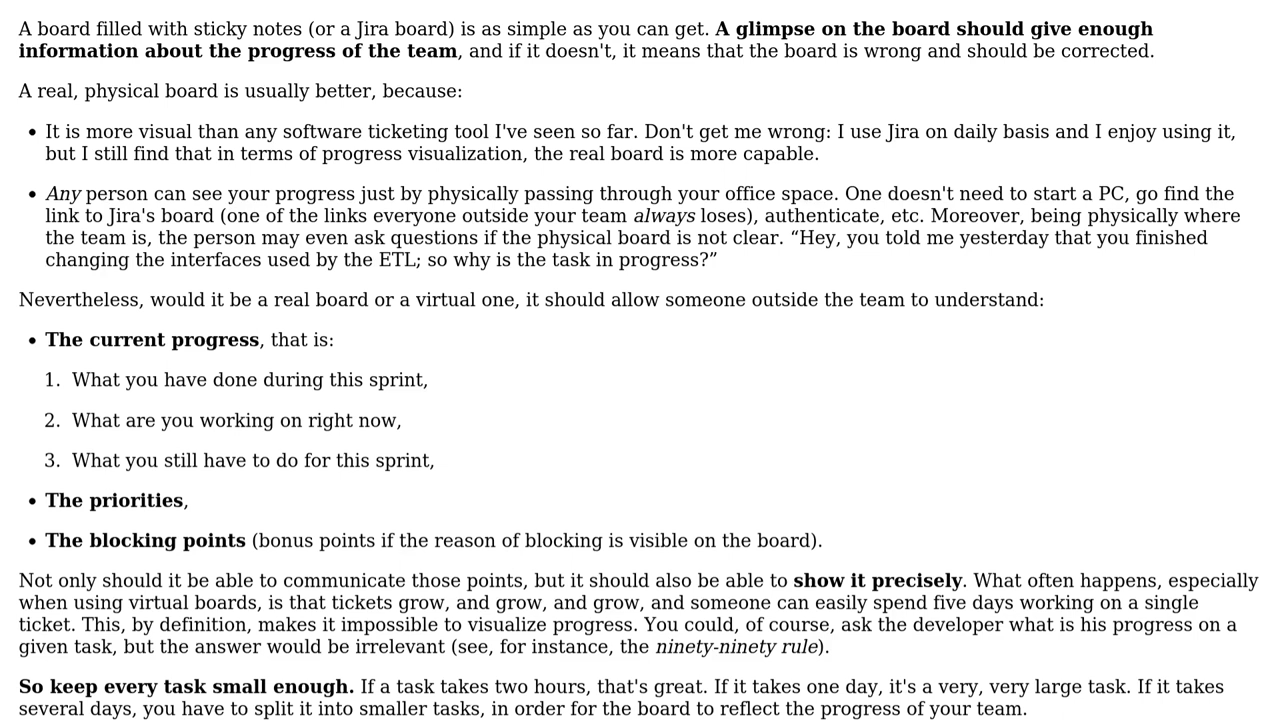 A board filled with sticky notes (or a Jira board) is as simple as you can get. A glimpse on the board should give enough
information about the progress of the team, and if it doesn't, it means that the board is wrong and should be corrected.
A real, physical board is usually better, because:
• It is more visual than any software ticketing tool I've seen so far. Don't get me wrong: I use Jira on daily basis and I enjoy using it,
but I still find that in terms of progress visualization, the real board is more capable.
• Any person can see your progress just by physically passing through your office space. One doesn't need to start a PC, go find the
link to Jira's board (one of the links everyone outside your team always loses), authenticate, etc. Moreover, being physically where
the team is, the person may even ask questions if the physical board is not clear. “Hey, you told me yesterday that you finished
changing the interfaces used by the ETL; so why is the task in progress?”
Nevertheless, would it be a real board or a virtual one, it should allow someone outside the team to understand:
• The current progress, that is:
1. What you have done during this sprint,
2. What are you working on right now,
3. What you still have to do for this sprint,
• The priorities,
• The blocking points (bonus points if the reason of blocking is visible on the board).
Not only should it be able to communicate those points, but it should also be able to show it precisely. What often happens, especially
when using virtual boards, is that tickets grow, and grow, and grow, and someone can easily spend five days working on a single
ticket. This, by definition, makes it impossible to visualize progress. You could, of course, ask the developer what is his progress on a
given task, but the answer would be irrelevant (see, for instance, the ninety-ninety rule).
So keep every task small enough. If a task takes two hours, that's great. If it takes one day, it's a very, very large task. If it takes
several days, you have to split it into smaller tasks, in order for the board to reflect the progress of your team.